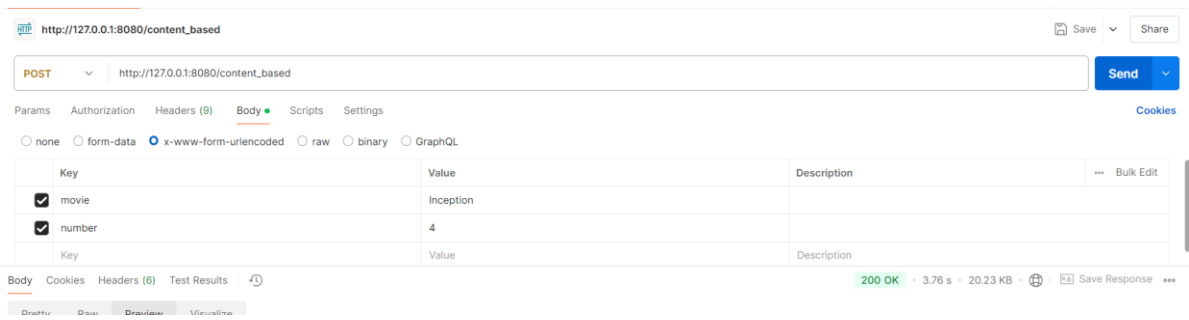 HTTP http://127.0.0.1:8080/content_based Save Share
POST http://127.0.0.1:8080/content_based Send
Params Authorization Headers (9) Body Scripts Settings Cookies
none form-data x-www-form-urlencoded raw binary GraphQL
Key Value Description Bulk Edit
movie Inception
number 4
Key Value Description
Body Cookies Headers (6) Test Results 200 OK 3.76 s 20.23 KB Save Response
Pretty Raw Preview Visualize